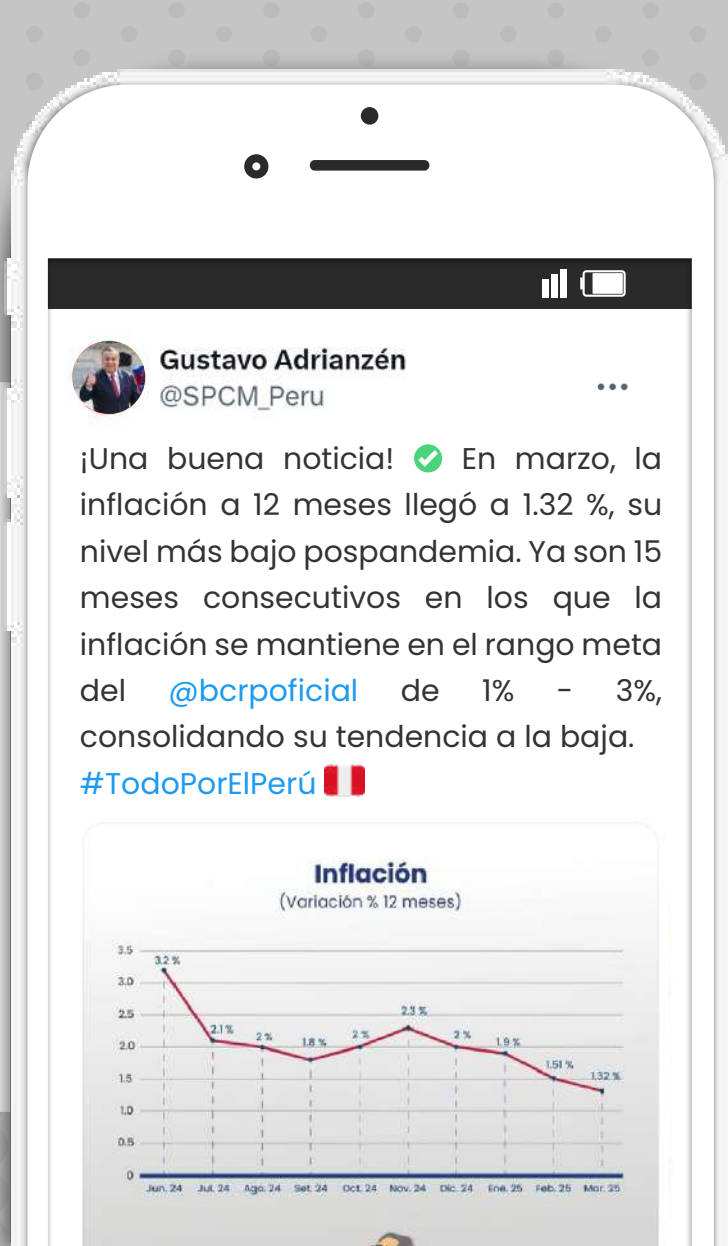 Gustavo Adrianzén
@SPCM_Peru
¡Una buena noticia! ✅ En marzo, la
inflación a 12 meses llegó a 1.32 %, su
nivel más bajo pospandemia. Ya son 15
meses consecutivos en los que la
inflación se mantiene en el rango meta
del @bcrpoficial de 1% - 3%,
consolidando su tendencia a la baja.
#TodoPorElPerú 🇵🇪
Inflación
(Variación % 12 meses)
3.5
3.0
2.5
2.0
1.5
1.0
0.5
0
3.2 %
2.1 %
2 %
1.8 %
2 %
2.3 %
2 %
1.9 %
1.51 %
1.32 %
Jun. 24 Jul. 24 Ago. 24 Set. 24 Oct. 24 Nov. 24 Dic. 24 Ene. 25 Feb. 25 Mar. 25